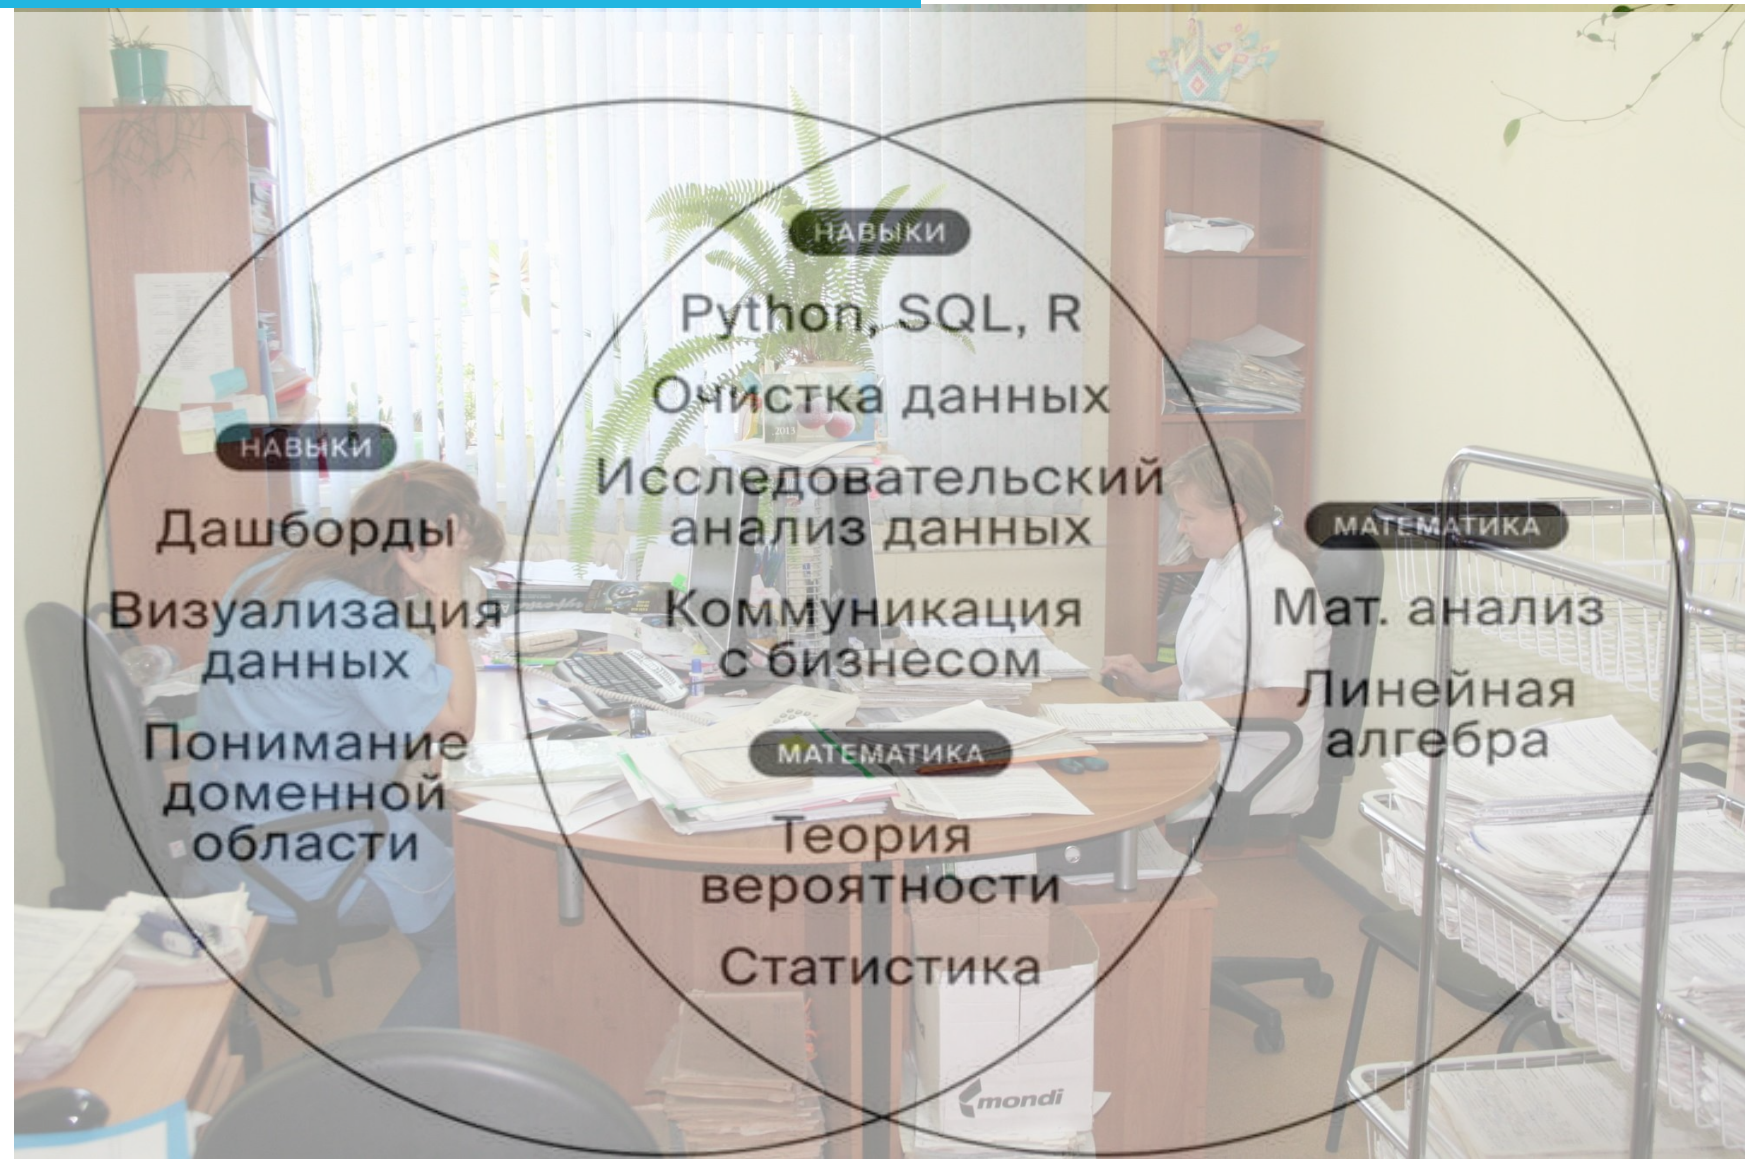 НАВЫКИ
Дашборды
Визуализация
данных
Понимание
доменной
области
НАВЫКИ
Python, SQL, R
Очистка данных
Исследовательский
анализ данных
Коммуникация
с бизнесом
МАТЕМАТИКА
Теория
вероятности
Статистика
МАТЕМАТИКА
Мат. анализ
Линейная
алгебра
2013
mondi